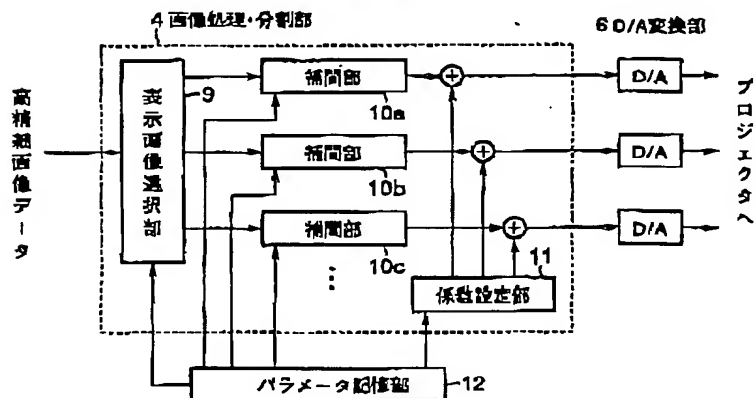 4 画像処理・分割部
6 D/A変換部
高精細画像データ
表示画像選択部
9
補間部
10a
補間部
10b
補間部
10c
係数設定部
11
D/A
D/A
D/A
プロジェクタへ
パラメータ記憶部
12